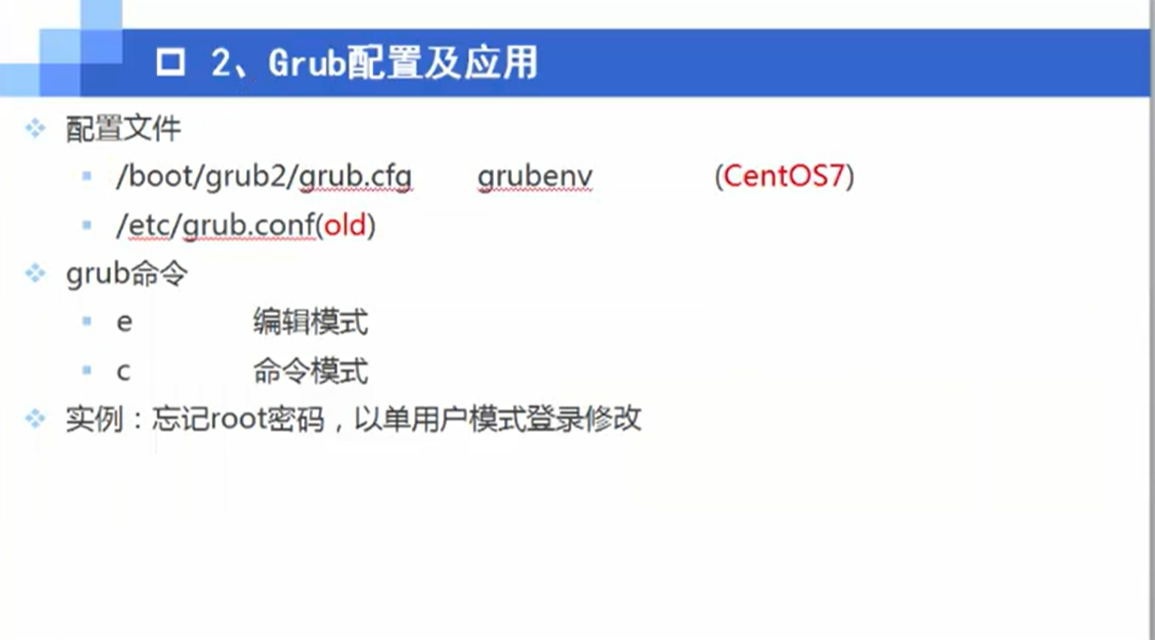 2、Grub配置及应用
配置文件
/boot/grub2/grub.cfg grubenv (CentOS7)
/etc/grub.conf(old)
grub命令
e 编辑模式
c 命令模式
实例：忘记root密码，以单用户模式登录修改